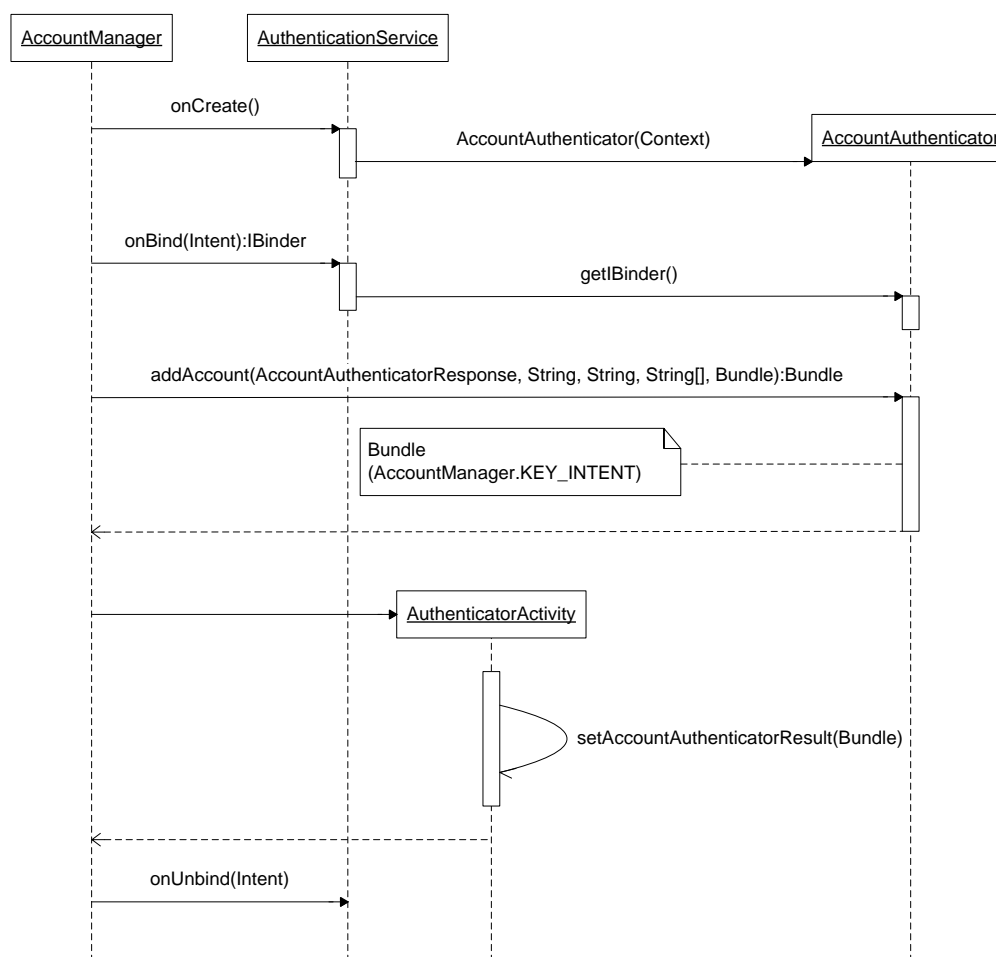 AccountManager
AuthenticationService
onCreate()
AccountAuthenticator(Context)
AccountAuthenticator
onBind(Intent):IBinder
getIBinder()
addAccount(AccountAuthenticatorResponse, String, String, String[], Bundle):Bundle
Bundle
(AccountManager.KEY_INTENT)
AuthenticatorActivity
setAccountAuthenticatorResult(Bundle)
onUnbind(Intent)